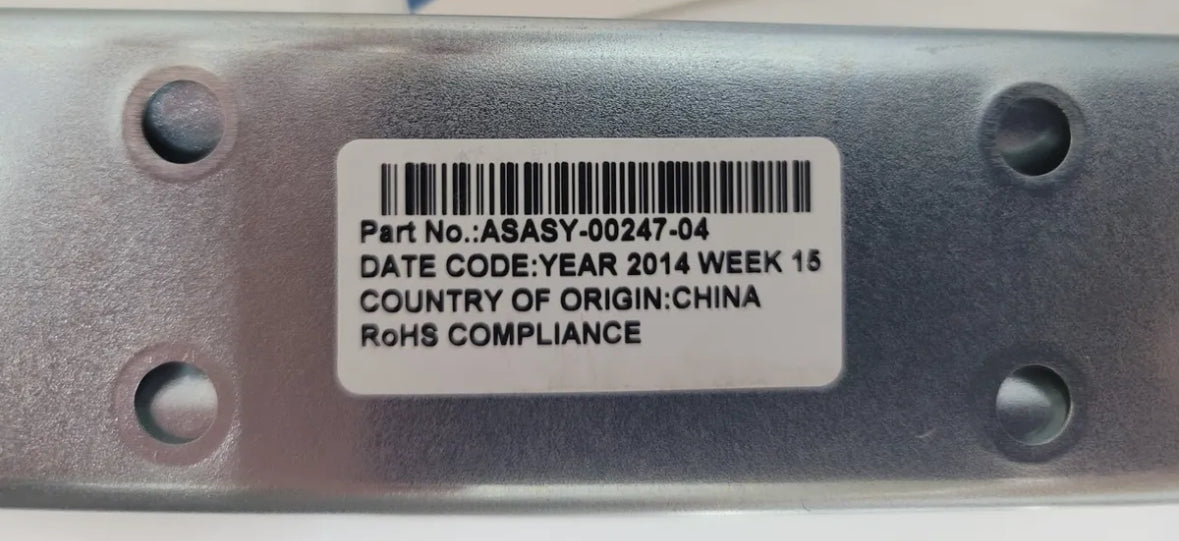 Part No.:ASASY-00247-04
DATE CODE:YEAR 2014 WEEK 15
COUNTRY OF ORIGIN:CHINA
RoHS COMPLIANCE